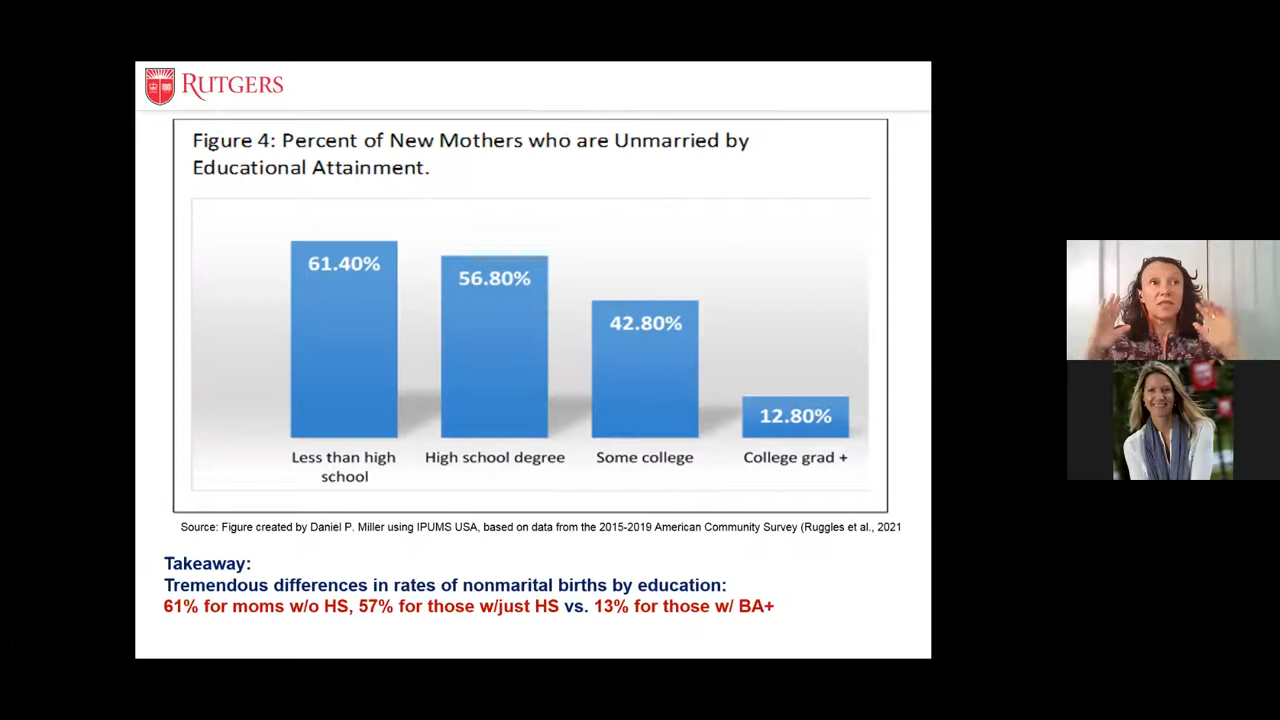 RUTGERS
Figure 4: Percent of New Mothers who are Unmarried by
Educational Attainment.
61.40%
56.80%
42.80%
12.80%
Less than high
school
High school degree
Some college
College grad +
Source: Figure created by Daniel P. Miller using IPUMS USA, based on data from the 2015-2019 American Community Survey (Ruggles et al., 2021
Takeaway:
Tremendous differences in rates of nonmarital births by education:
61% for moms w/o HS, 57% for those w/just HS vs. 13% for those w/ BA+